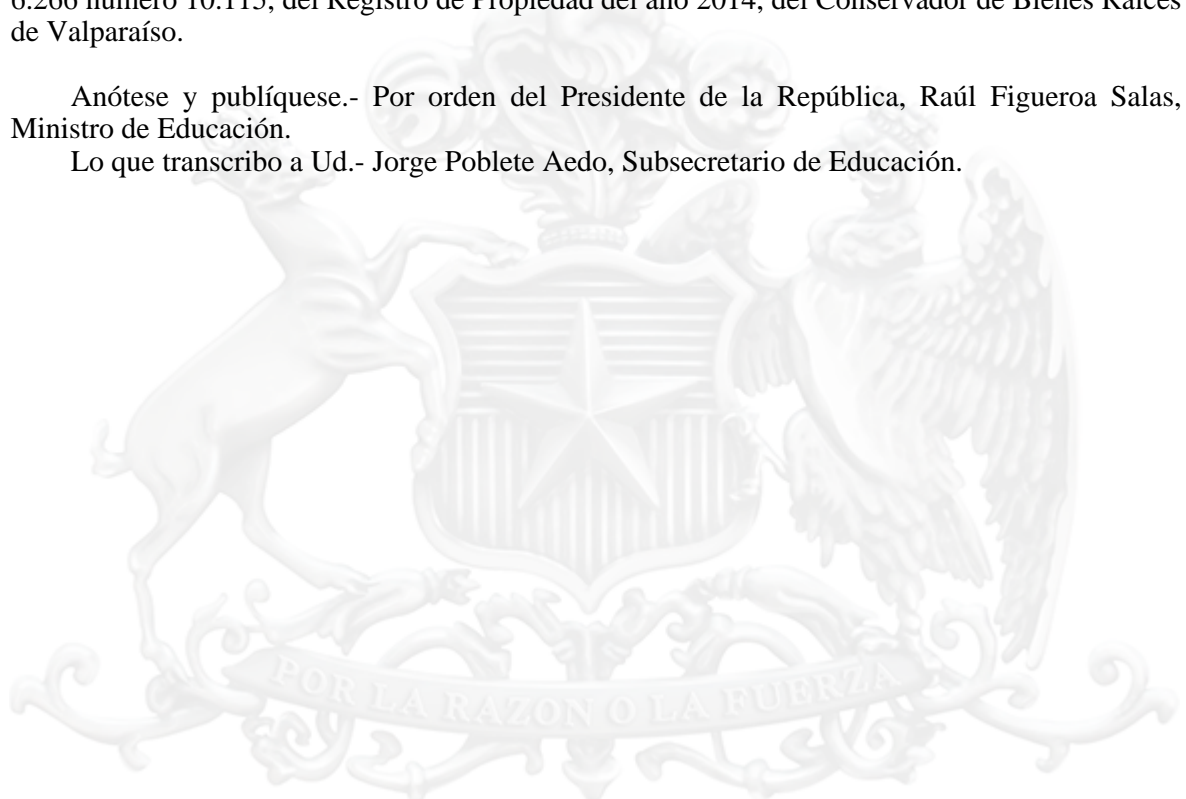 6.266 número 10.115, del Registro de Propiedad del año 2014, del Conservador de Bienes Raíces
de Valparaíso.
Anótese y publíquese.- Por orden del Presidente de la República, Raúl Figueroa Salas,
Ministro de Educación.
Lo que transcribo a Ud.- Jorge Poblete Aedo, Subsecretario de Educación.
POR LA RAZON O LA FUERZA